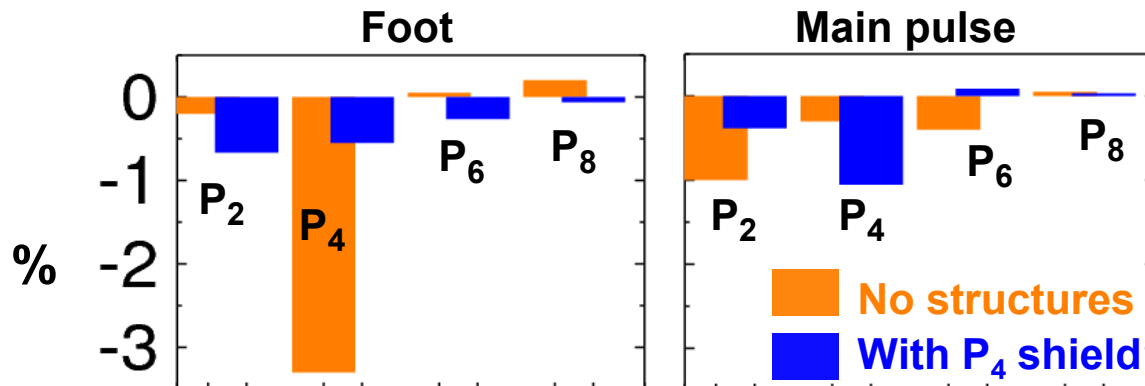 Foot
Main pulse
0
-1
-2
-3
%
P2
P4
P6
P8
P2
P4
P6
P8
No structures
With P4 shield